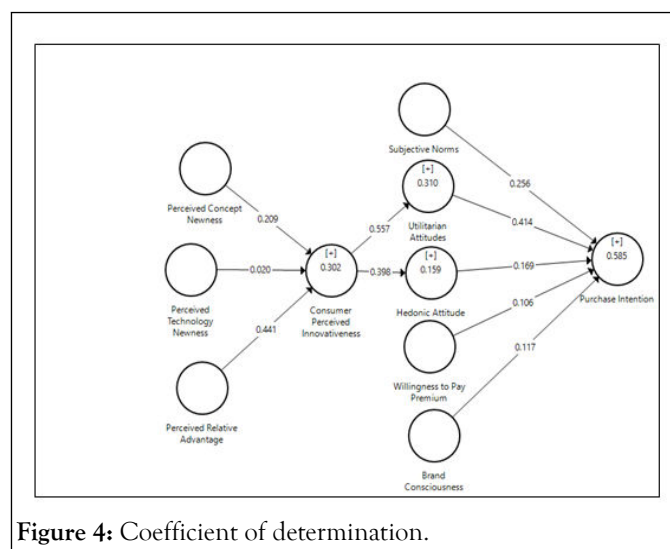 Subjective Norms
0.256
Perceived Concept
Newness
0.209
[+]
0.310
Utilitarian
Attitudes
0.557
0.414
Perceived
Technology
Newness
0.020
[+]
0.302
Consumer
Perceived
Innovativeness
0.398
[+]
0.159
Hedonic Attitude
0.169
[+]
0.585
Purchase Intention
Perceived Relative
Advantage
0.441
Willingness to Pay
Premium
0.106
Brand
Consciousness
0.117
Figure 4: Coefficient of determination.